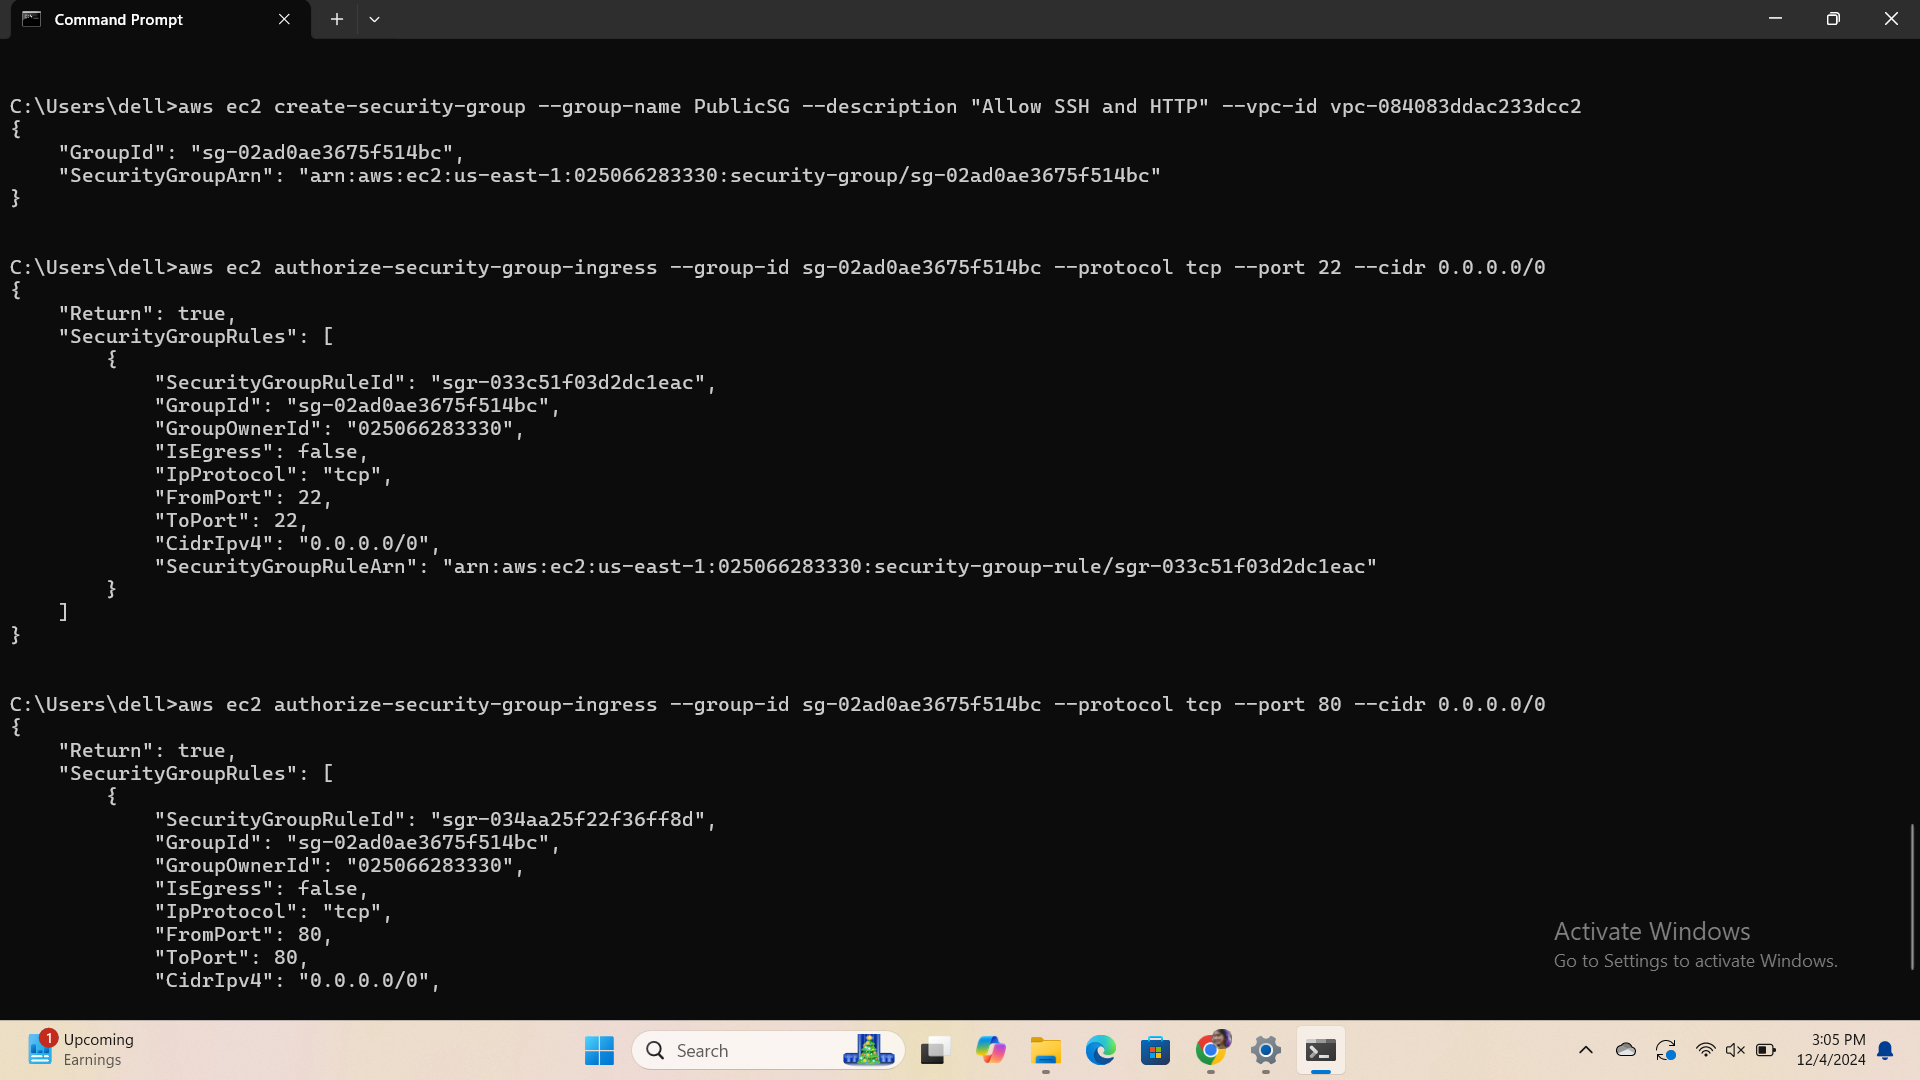 Command Prompt
C:\Users\dell>aws ec2 create-security-group --group-name PublicSG --description "Allow SSH and HTTP" --vpc-id vpc-084083ddac233dcc2
{
    "GroupId": "sg-02ad0ae3675f514bc",
    "SecurityGroupArn": "arn:aws:ec2:us-east-1:025066283330:security-group/sg-02ad0ae3675f514bc"
}
C:\Users\dell>aws ec2 authorize-security-group-ingress --group-id sg-02ad0ae3675f514bc --protocol tcp --port 22 --cidr 0.0.0.0/0
{
    "Return": true,
    "SecurityGroupRules": [
        {
            "SecurityGroupRuleId": "sgr-033c51f03d2dc1eac",
            "GroupId": "sg-02ad0ae3675f514bc",
            "GroupOwnerId": "025066283330",
            "IsEgress": false,
            "IpProtocol": "tcp",
            "FromPort": 22,
            "ToPort": 22,
            "CidrIpv4": "0.0.0.0/0",
            "SecurityGroupRuleArn": "arn:aws:ec2:us-east-1:025066283330:security-group-rule/sgr-033c51f03d2dc1eac"
        }
    ]
}
C:\Users\dell>aws ec2 authorize-security-group-ingress --group-id sg-02ad0ae3675f514bc --protocol tcp --port 80 --cidr 0.0.0.0/0
{
    "Return": true,
    "SecurityGroupRules": [
        {
            "SecurityGroupRuleId": "sgr-034aa25f22f36ff8d",
            "GroupId": "sg-02ad0ae3675f514bc",
            "GroupOwnerId": "025066283330",
            "IsEgress": false,
            "IpProtocol": "tcp",
            "FromPort": 80,
            "ToPort": 80,
            "CidrIpv4": "0.0.0.0/0",
Activate Windows
Go to Settings to activate Windows.
1
Upcoming
Earnings
Search
3:05 PM
12/4/2024